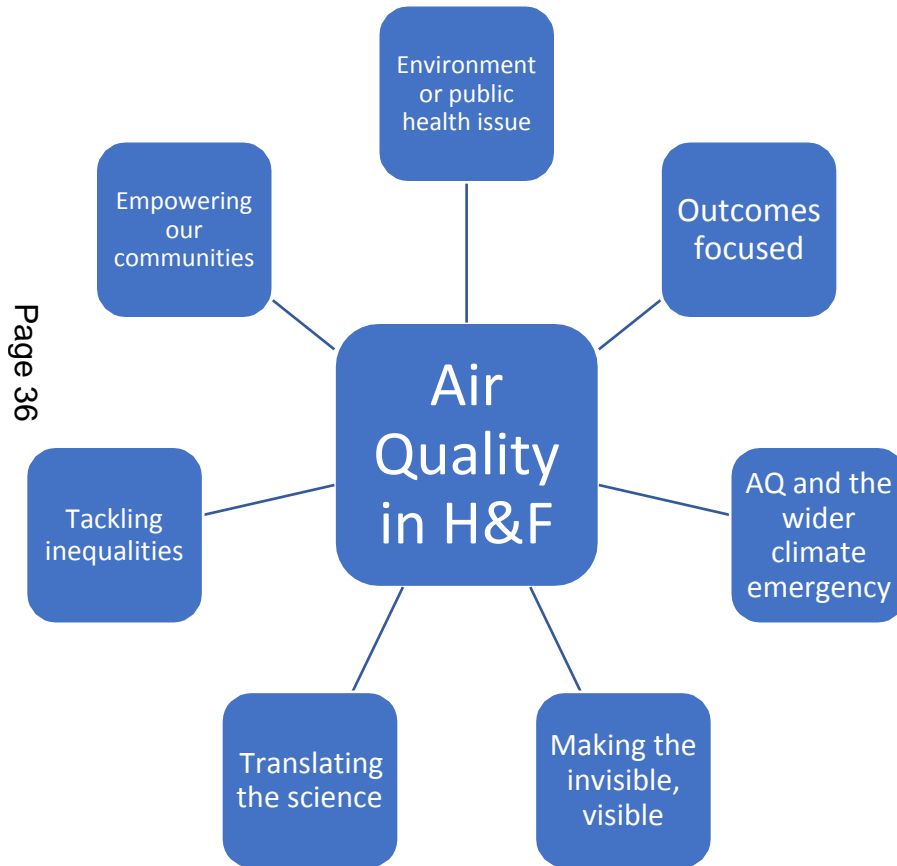 Environment
or public
health issue
Outcomes
focused
AQ and the
wider
climate
emergency
Making the
invisible,
visible
Translating
the science
Tackling
inequalities
Empowering
our
communities
Air
Quality
in H&F
Page 36